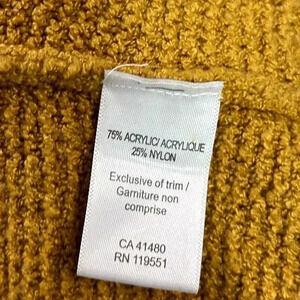 75% ACRYLIC/ ACRYLIQUE
25% NYLON
Exclusive of trim /
Garniture non
comprise
CA 41480
RN 119551